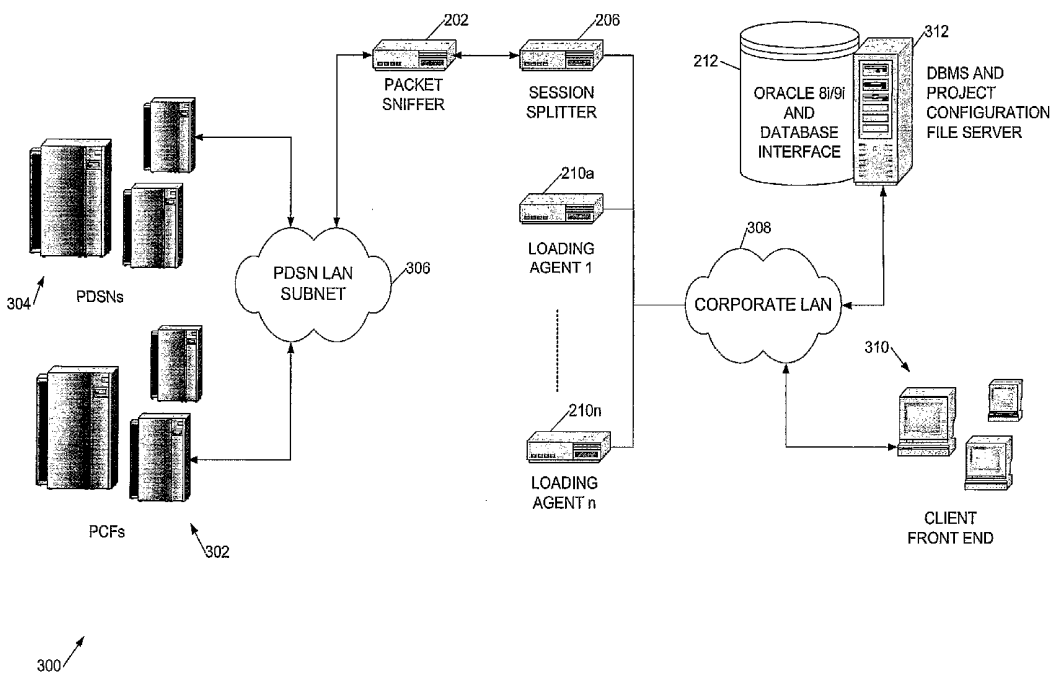 202
206
312
212
PACKET
SNIFFER
SESSION
SPLITTER
ORACLE 8i/9i
AND
DATABASE
INTERFACE
DBMS AND
PROJECT
CONFIGURATION
FILE SERVER
210a
LOADING
AGENT 1
308
306
PDSN LAN
SUBNET
304
PDSNs
CORPORATE LAN
310
210n
LOADING
AGENT n
PCFs
302
CLIENT
FRONT END
300